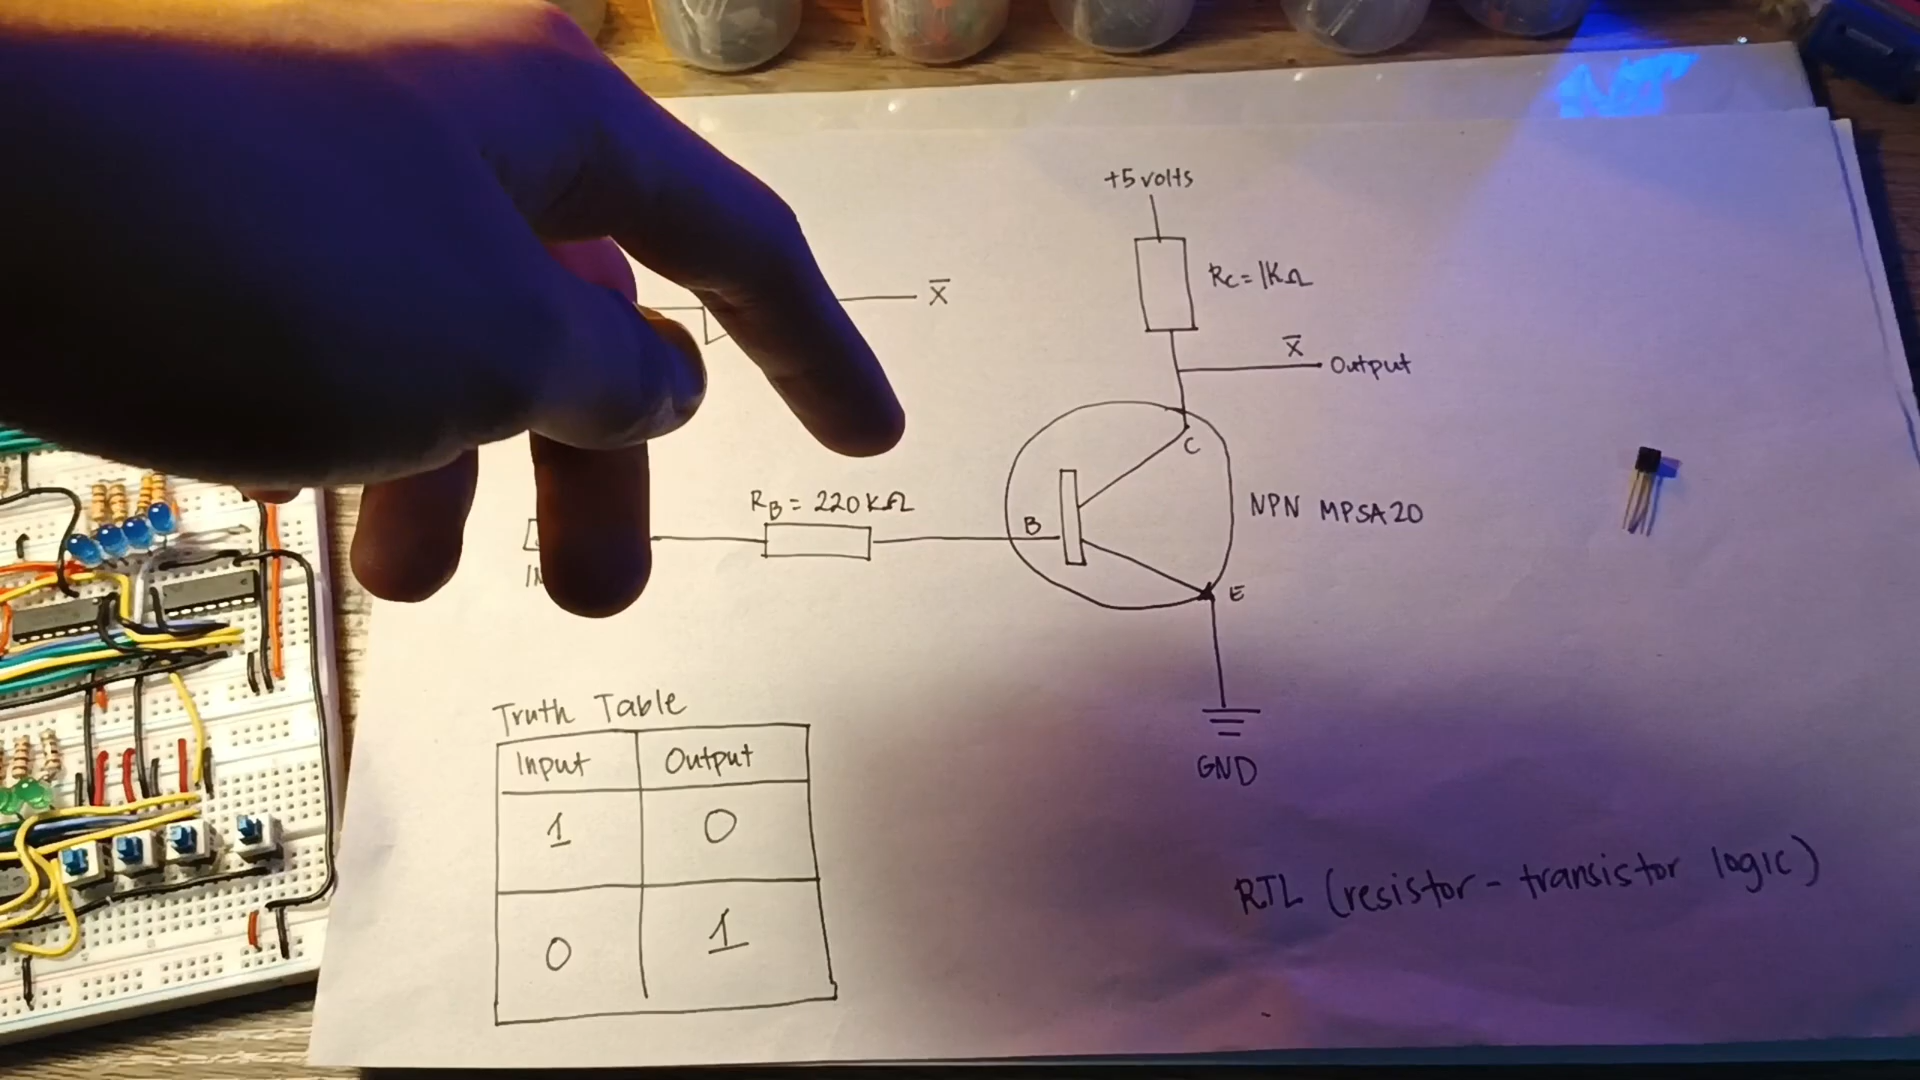 +5 volts
RC = 1KΩ
X̅
X̅
Output
C
RB = 220KΩ
B
NPN MPSA20
E
GND
Truth Table
Input Output
1 0
0 1
RTL (resistor - transistor logic)